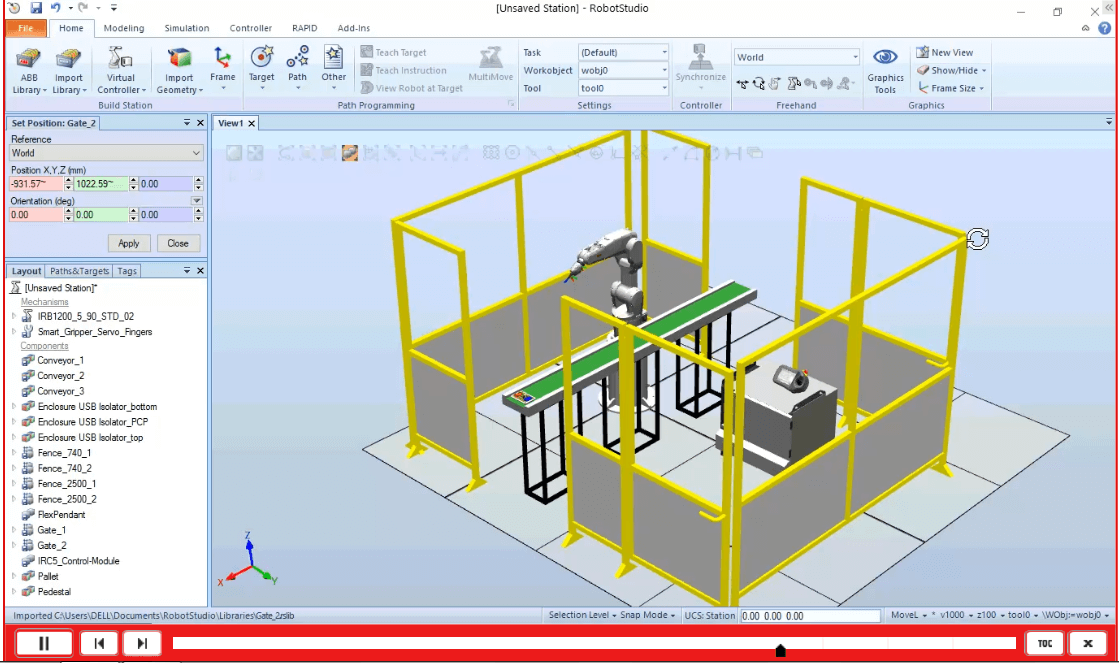 [Unsaved Station] - RobotStudio
File Home Modeling Simulation Controller RAPID Add-Ins
ABB Library Import Library Virtual Controller Import Geometry Frame Target Path Other
Teach Target
Teach Instruction
View Robot at Target
MultiMove
Task (Default)
Workobject wobj0
Tool tool0
Synchronize
World
Graphics Tools
New View
Show/Hide
Frame Size
Build Station Path Programming Settings Controller Freehand Graphics
Set Position: Gate_2
Reference
World
Position X,Y,Z (mm)
-931.57~ 1022.59~ 0.00
Orientation (deg)
0.00 0.00 0.00
Apply Close
Layout Paths&Targets Tags
[Unsaved Station]*
Mechanisms
IRB1200_5_90_STD_02
Smart_Gripper_Servo_Fingers
Components
Conveyor_1
Conveyor_2
Conveyor_3
Enclosure USB Isolator_bottom
Enclosure USB Isolator_PCP
Enclosure USB Isolator_top
Fence_740_1
Fence_740_2
Fence_2500_1
Fence_2500_2
FlexPendant
Gate_1
Gate_2
IRC5_Control-Module
Pallet
Pedestal
View1
Z
X
Y
Imported C:\Users\DELL\Documents\RobotStudio\Libraries\Gate_2.rslib
Selection Level Snap Mode UCS: Station 0.00 0.00 0.00 MoveL * v1000 z100 tool0 \WObj:=wobj0
TOC